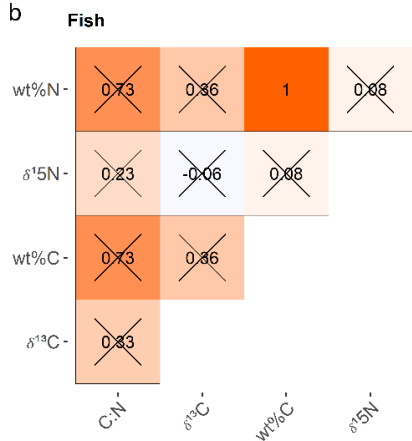 b
Fish
wt%N 0.73 0.36 1 0.08
δ¹5N 0.23 -0.06 0.08
wt%C 0.73 0.36
δ¹³C 0.33
C:N δ¹³C wt%C δ¹5N